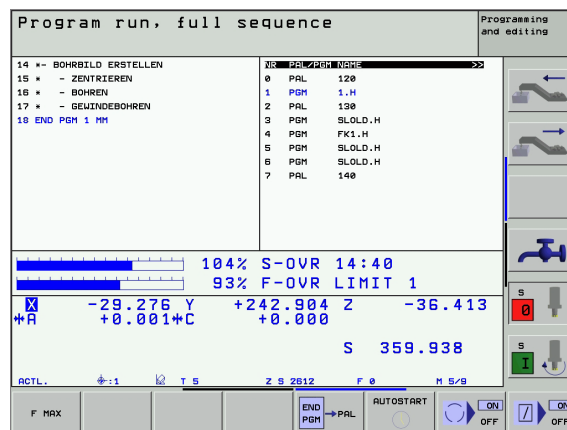 Program run, full sequence
Programming
and editing
14 *- BOHRBILD ERSTELLEN
15 * - ZENTRIEREN
16 * - BOHREN
17 * - GEWINDEBOHREN
18 END PGM 1 MM
NR PAL/PGM NAME >>
0 PAL 120
1 PGM 1.H
2 PAL 130
3 PGM SLOLD.H
4 PGM FK1.H
5 PGM SLOLD.H
6 PGM SLOLD.H
7 PAL 140
104% S-OVR 14:40
93% F-OVR LIMIT 1
X -29.276 Y +242.904 Z -36.413
A +0.001 C +0.000
S 359.938
ACTL. :1 T 5 Z S 2612 F 0 M 5/9
S
0
S
I
F MAX
END
PGM → PAL
AUTOSTART
ON
OFF
ON
OFF